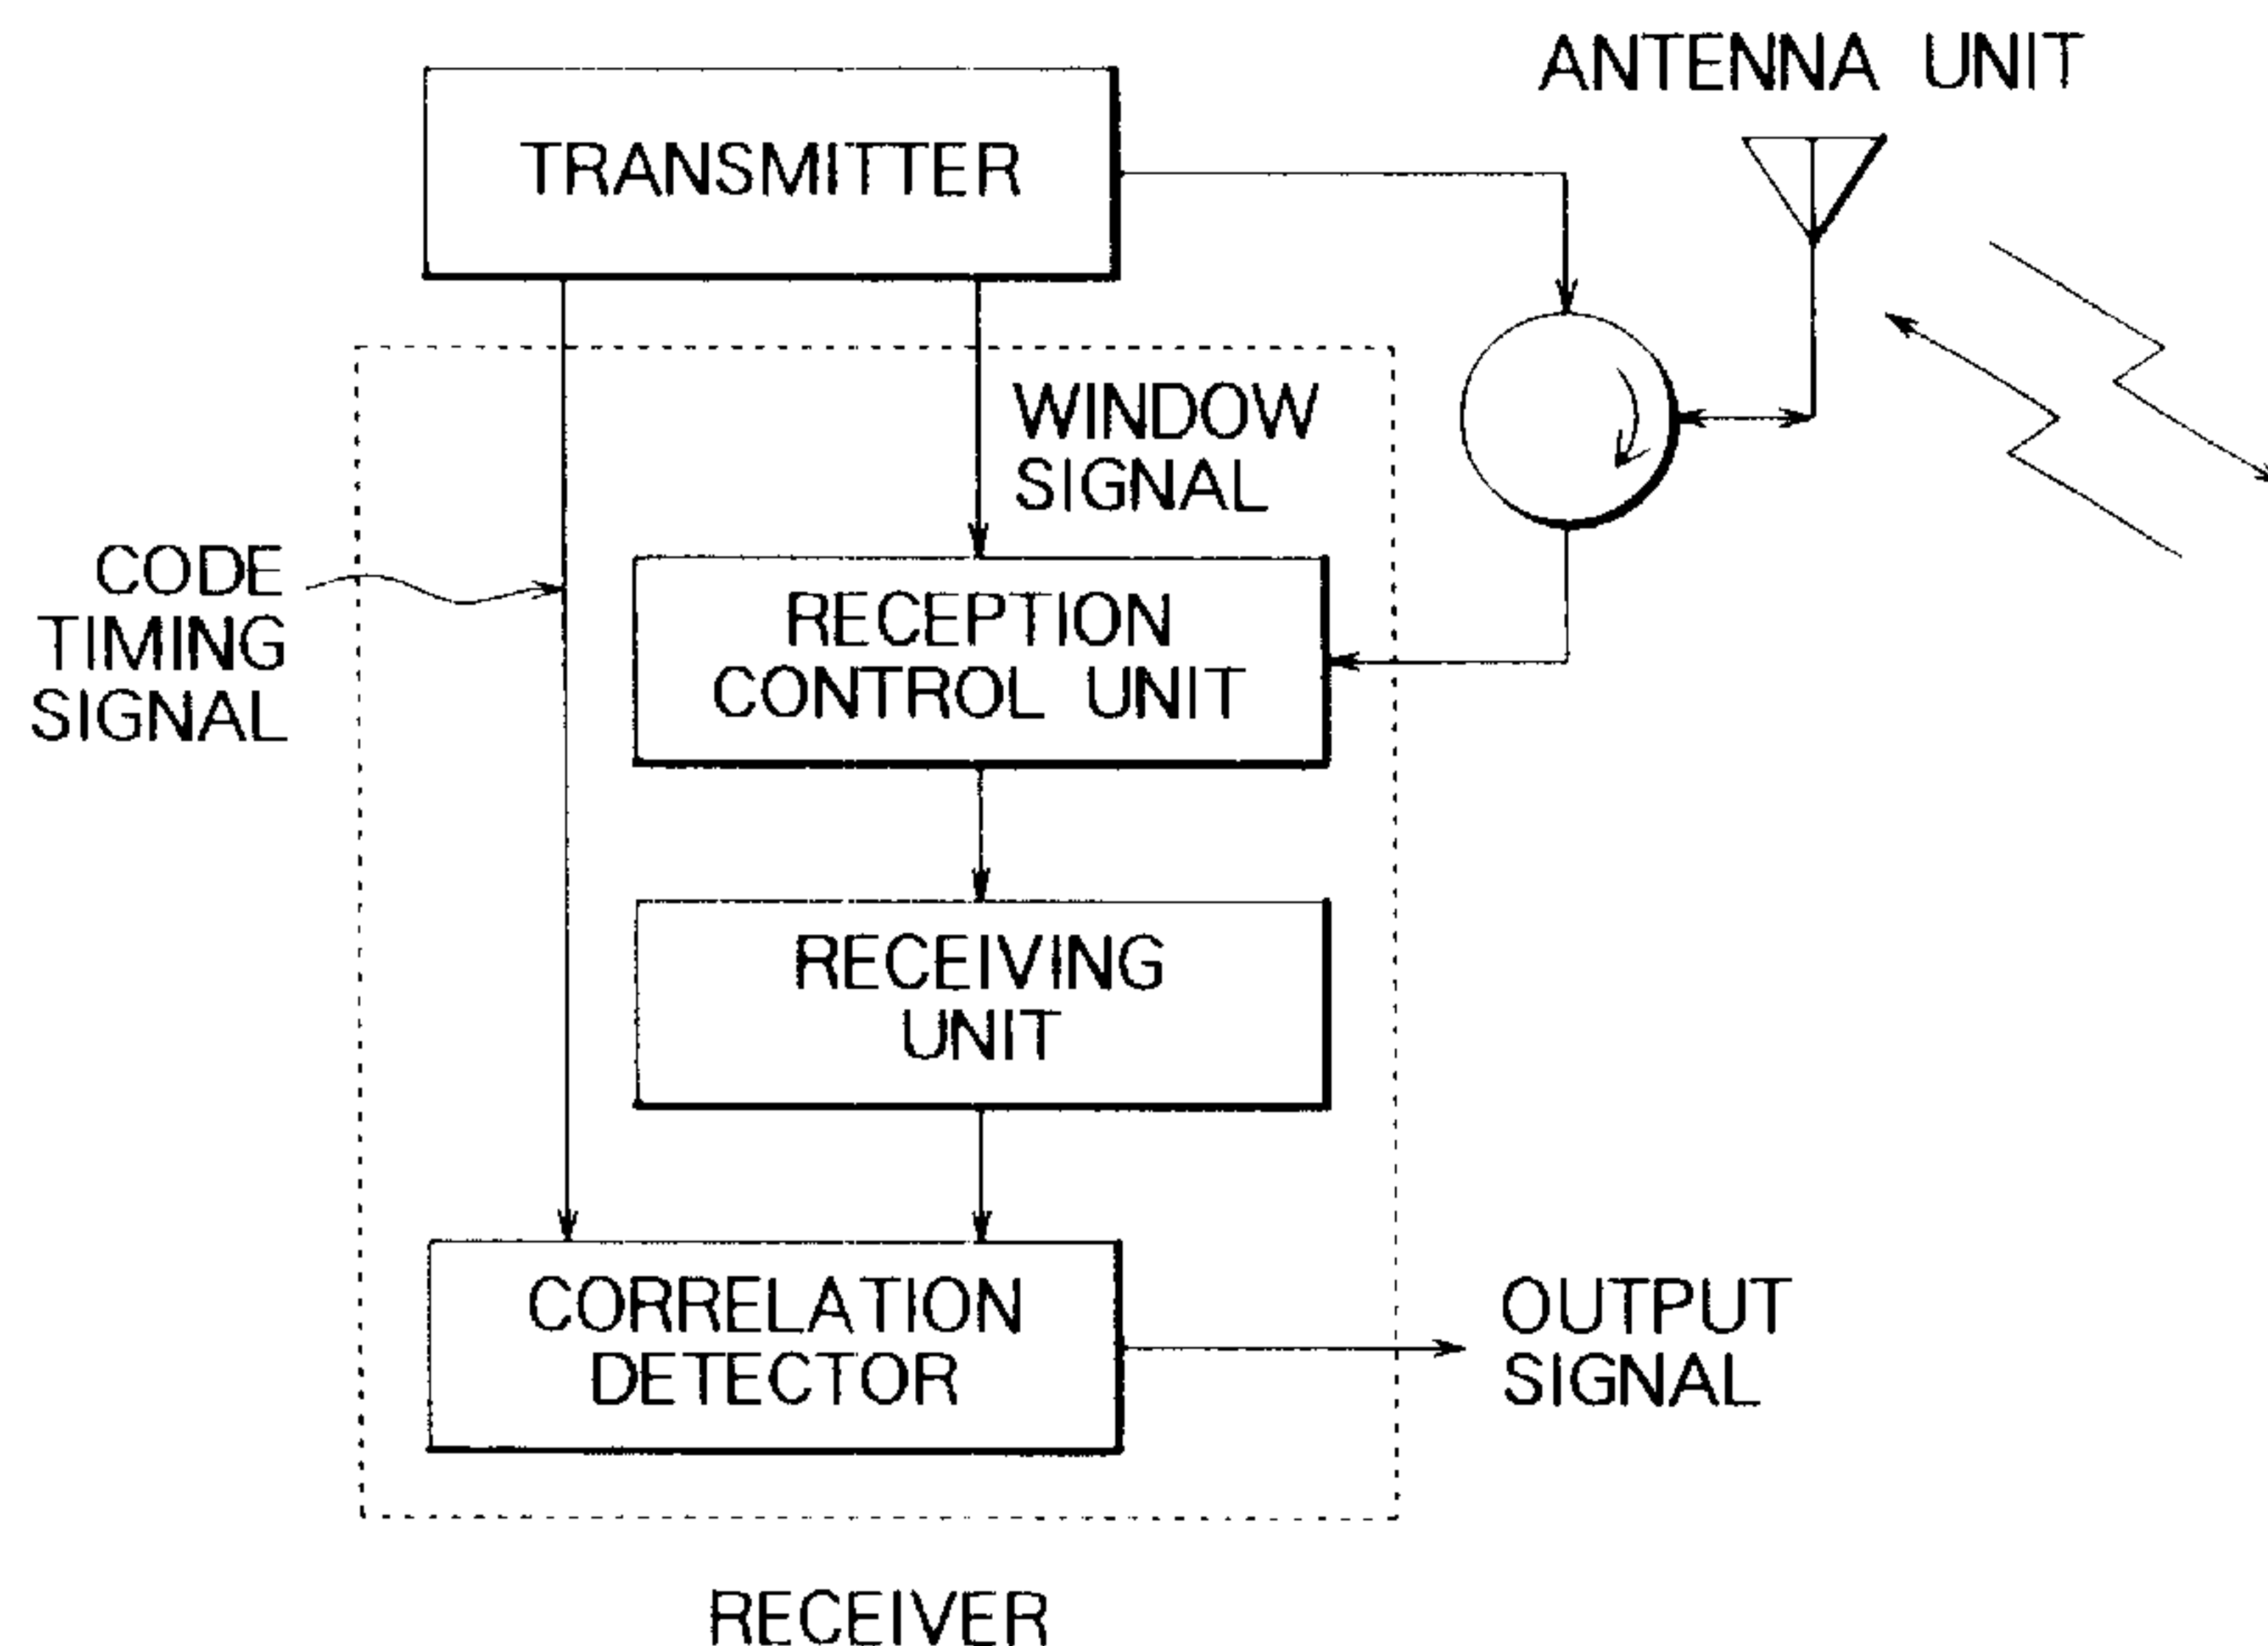 ANTENNA UNIT
TRANSMITTER
WINDOW
SIGNAL
CODE
TIMING
SIGNAL
RECEPTION
CONTROL UNIT
RECEIVING
UNIT
CORRELATION
DETECTOR
OUTPUT
SIGNAL
RECEIVER